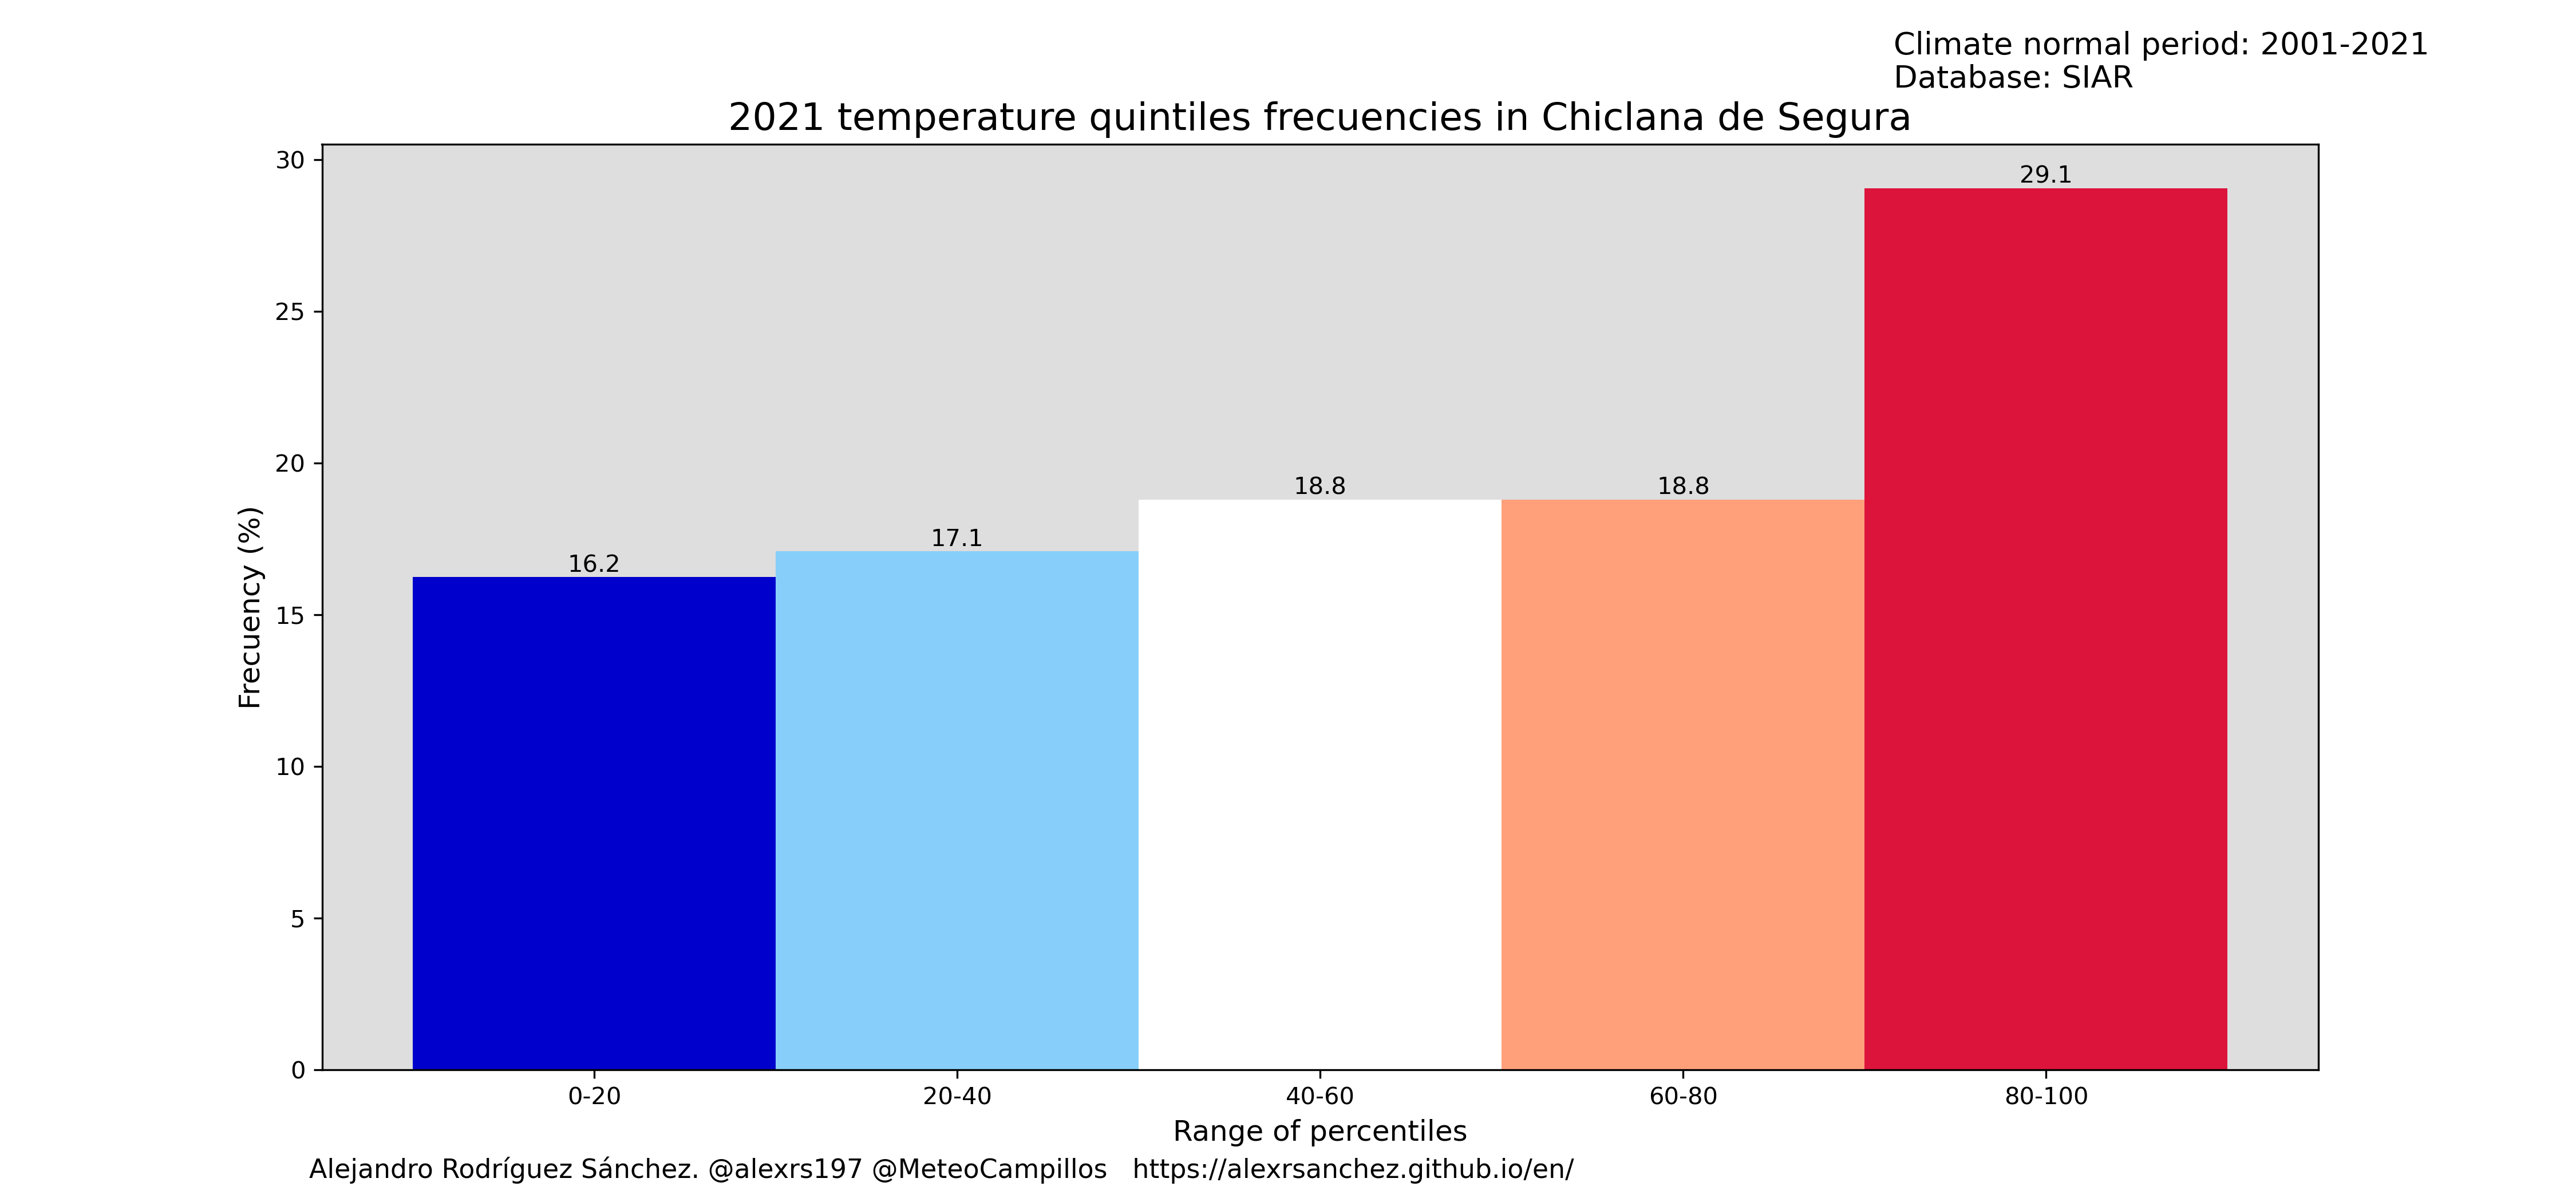 Climate normal period: 2001-2021
Database: SIAR
2021 temperature quintiles frecuencies in Chiclana de Segura
30
25
20
15
10
5
0
Frecuency (%)
16.2
17.1
18.8
18.8
29.1
0-20
20-40
40-60
60-80
80-100
Range of percentiles
Alejandro Rodríguez Sánchez. @alexrs197 @MeteoCampillos   https://alexrsanchez.github.io/en/